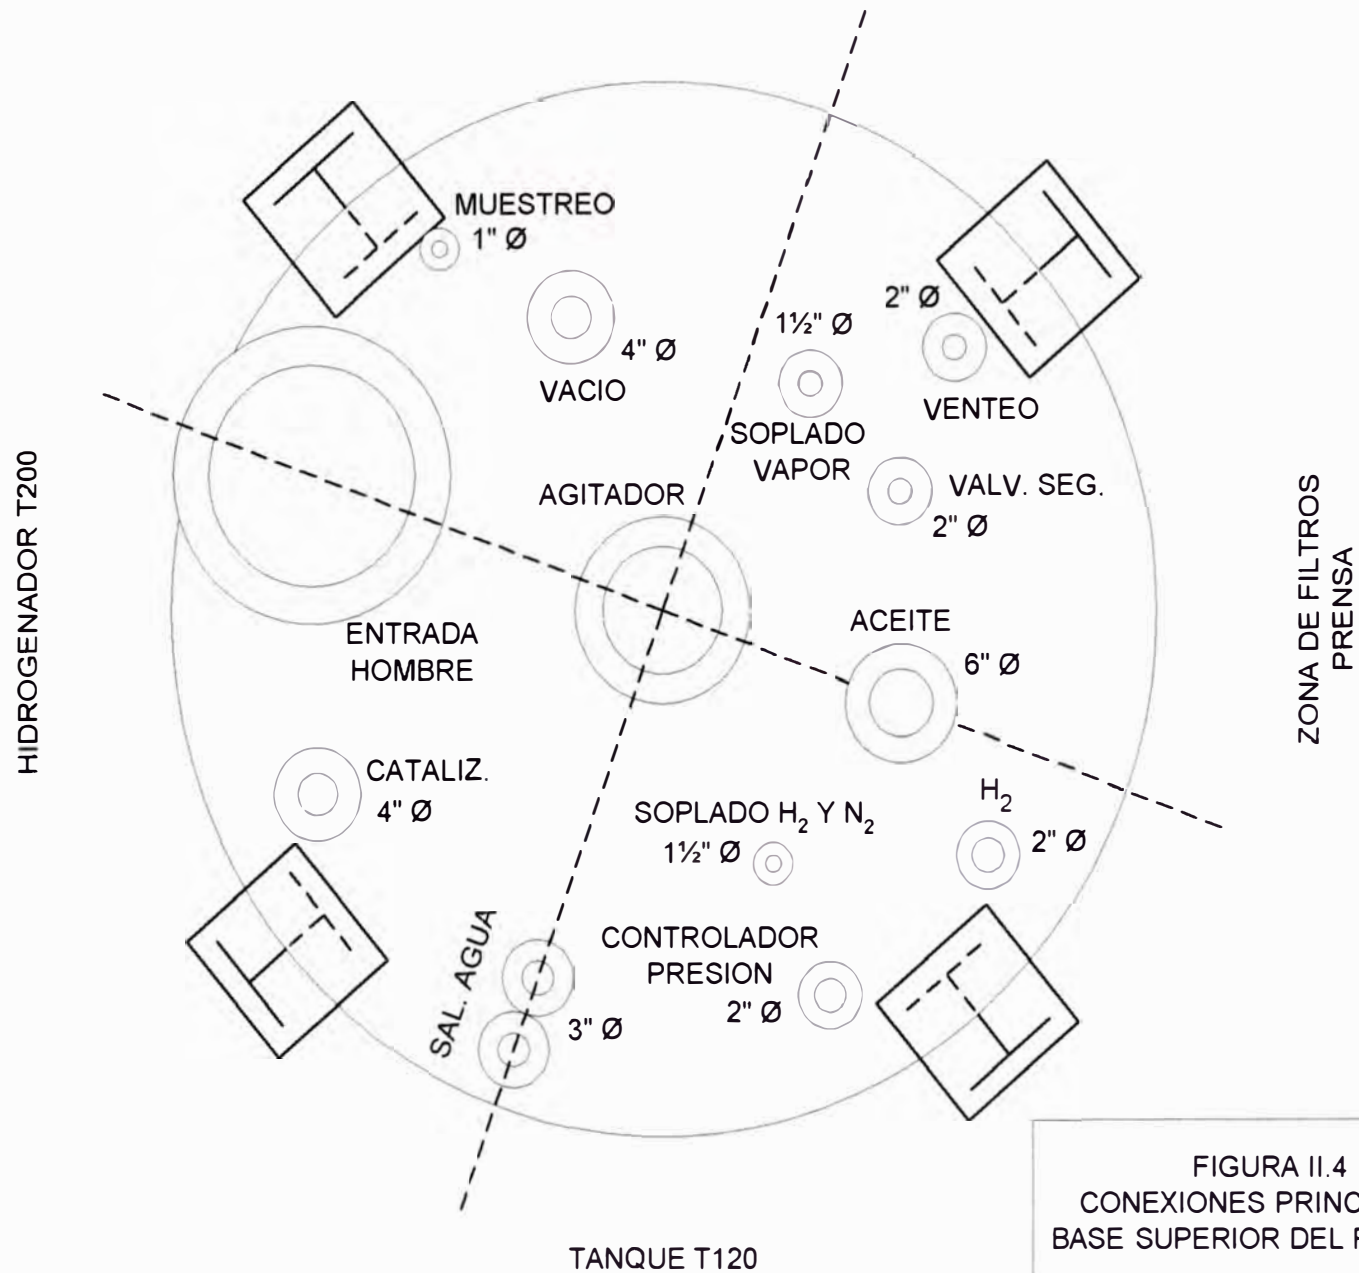 MUESTREO
1" Ø
2" Ø
1½" Ø
4" Ø
VACIO
VENTEO
SOPLADO
VAPOR
AGITADOR
VALV. SEG.
2" Ø
HIDROGENADOR T200
ZONA DE FILTROS
PRENSA
ENTRADA
HOMBRE
ACEITE
6" Ø
CATALIZ.
4" Ø
SOPLADO H₂ Y N₂
1½" Ø
H₂
2" Ø
SAL. AGUA
3" Ø
CONTROLADOR
PRESION
2" Ø
TANQUE T120
FIGURA II.4
CONEXIONES
BASE SUPERIOR DEL